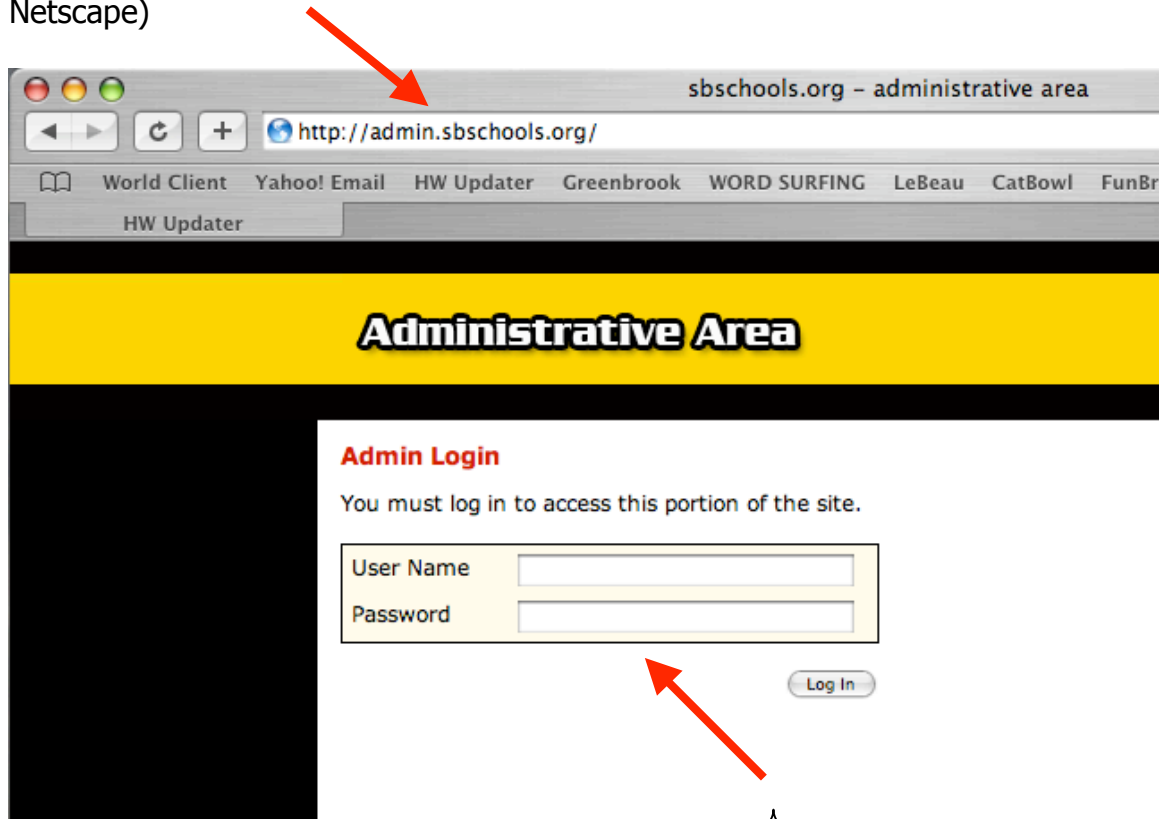 Netscape)
sbschools.org – administrative area
http://admin.sbschools.org/
World Client Yahoo! Email HW Updater Greenbrook WORD SURFING LeBeau CatBowl FunBr
HW Updater
Administrative Area
Admin Login
You must log in to access this portion of the site.
User Name
Password
Log In